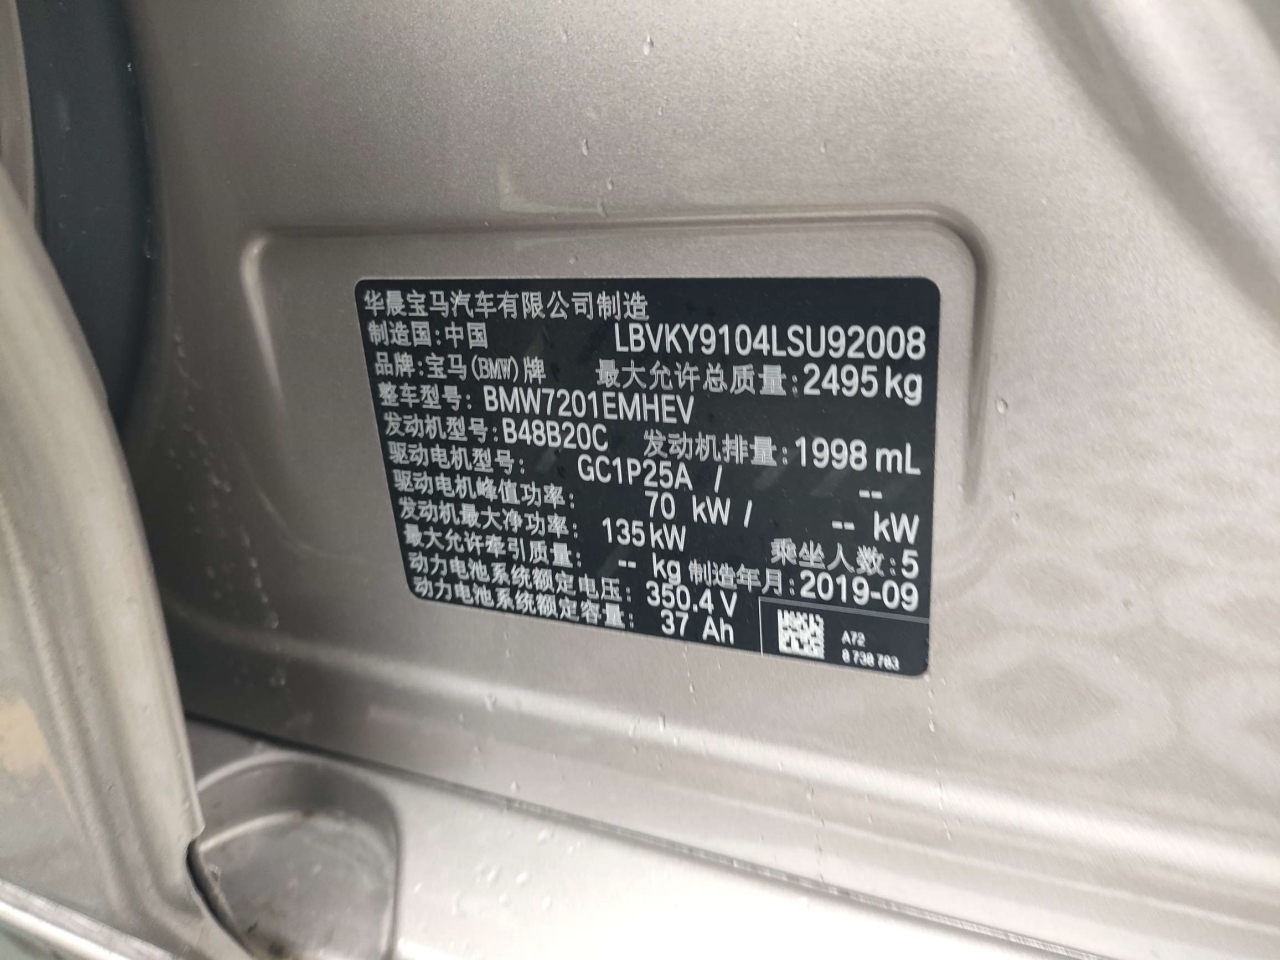 华晨宝马汽车有限公司制造
制造国:中国 LBVKY9104LSU92008
品牌:宝马(BMW)牌 最大允许总质量:2495kg
整车型号: BMW7201EMHEV
发动机型号:B48B20C 发动机排量:1998 mL
驱动电机型号: GC1P25A / --
驱动电机峰值功率: 70 kW / -- kW
发动机最大净功率: 135kW 乘坐人数:5
最大允许牵引质量: -- kg 制造年月:2019-09
动力电池系统额定电压: 350.4 V
动力电池系统额定容量: 37 Ah
A72
8 738 783